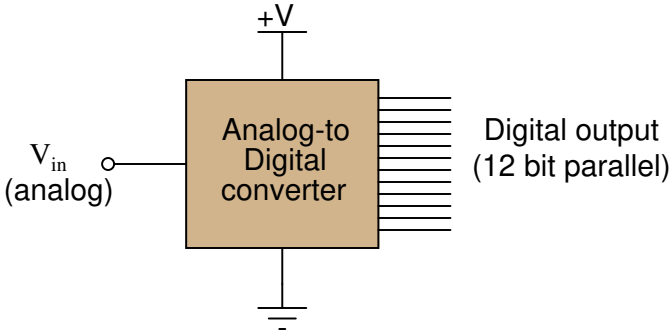 +V
Analog-to
Digital
converter
V_in
(analog)
Digital output
(12 bit parallel)